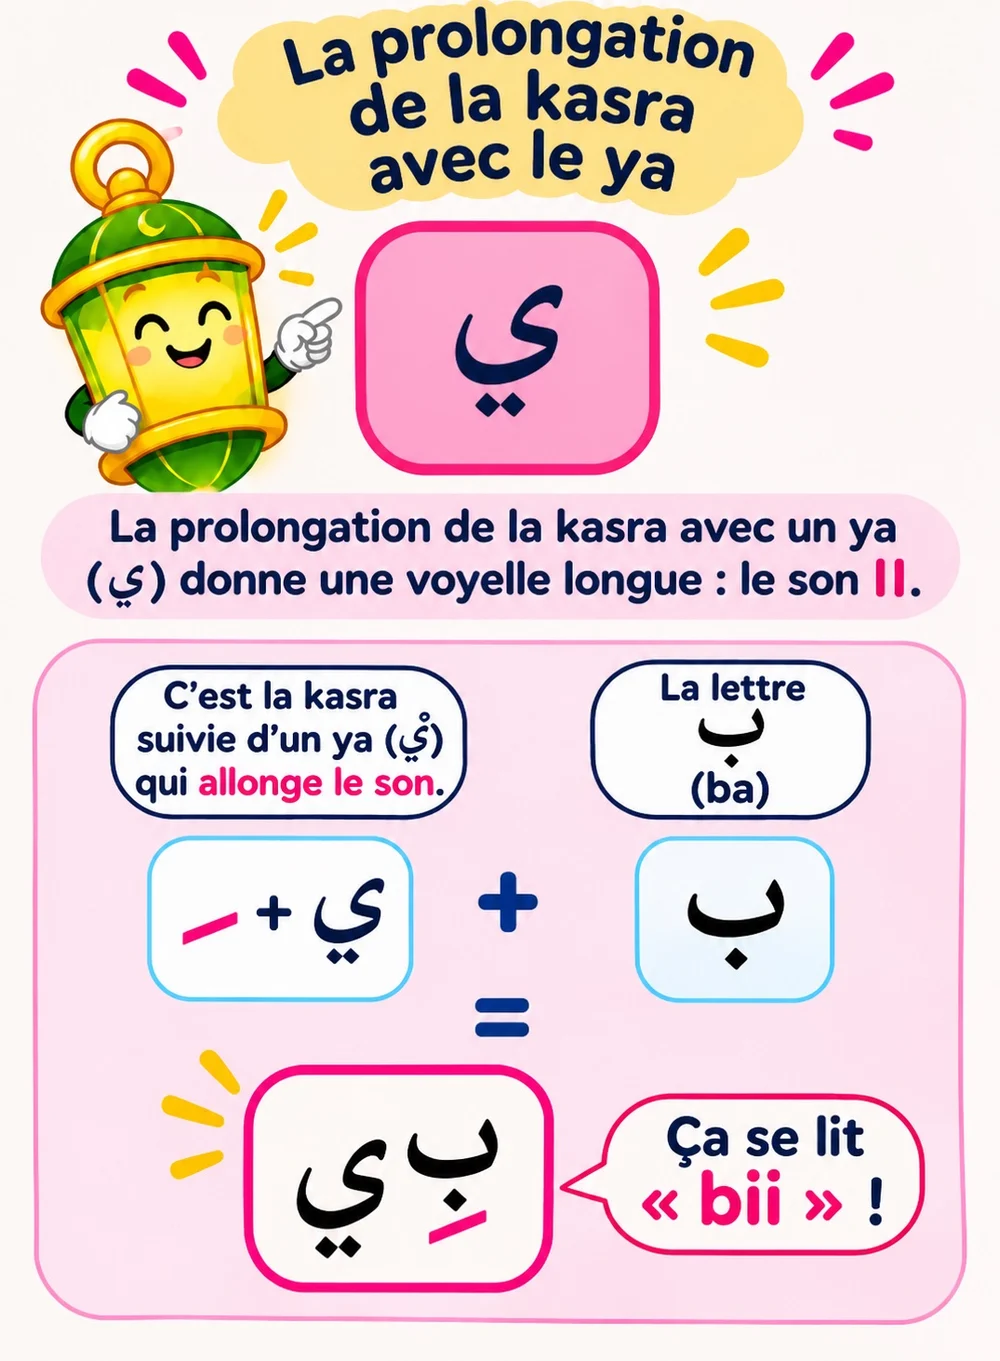 La prolongation
de la kasra
avec le ya
ي
La prolongation de la kasra avec un ya
(ي) donne une voyelle longue : le son II.
C’est la kasra
suivie d’un ya (يْ)
qui allonge le son.
La lettre
ب
(ba)
ـِ + ي
+
ب
=
بِ ي
Ça se lit
« bii » !